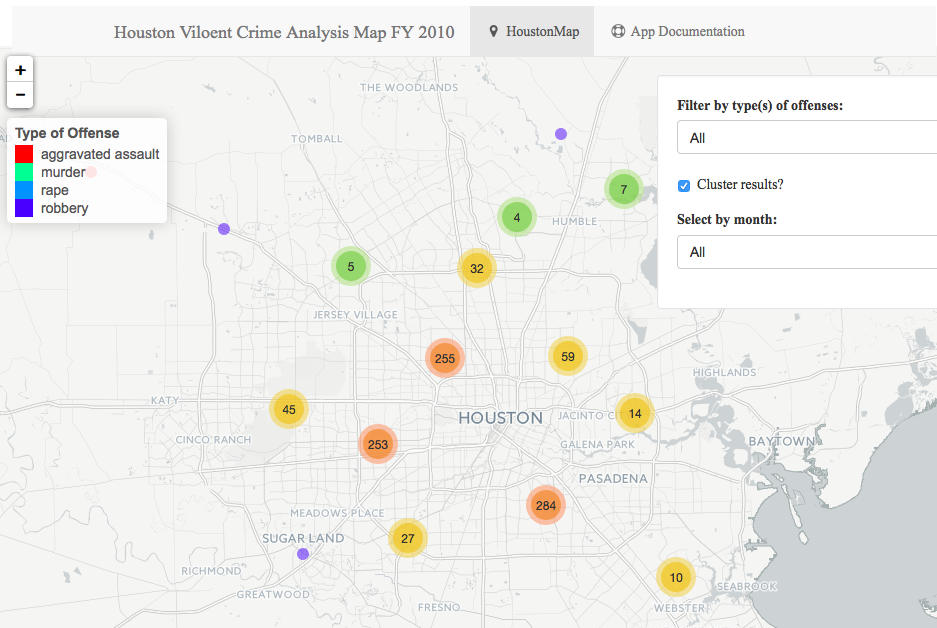 Houston Viloent Crime Analysis Map FY 2010
HoustonMap
App Documentation
+
−
THE WOODLANDS
Filter by type(s) of offenses:
All
Type of Offense
aggravated assault
murder
rape
robbery
TOMBALL
7
Cluster results?
4
HUMBLE
Select by month:
All
5
32
JERSEY VILLAGE
255
59
HIGHLANDS
KATY
45
HOUSTON
JACINTO C
14
CINCO RANCH
253
GALENA PARK
BAYTOWN
PASADENA
284
MEADOWS PLACE
SUGAR LAND
27
RICHMOND
10
SEABROOK
GREATWOOD
FRESNO
WEBSTER